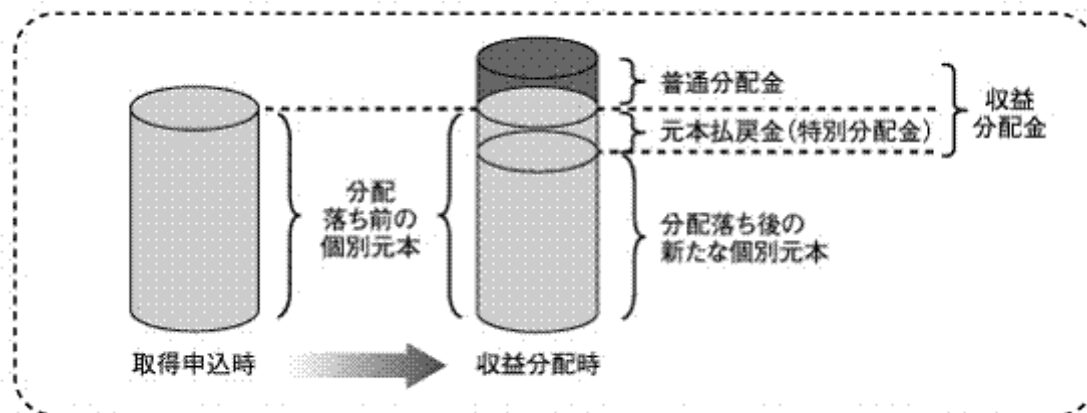 普通分配金
収益
分配金
元本払戻金(特別分配金)
分配
落ち前の
個別元本
分配落ち後の
新たな個別元本
取得申込時
収益分配時